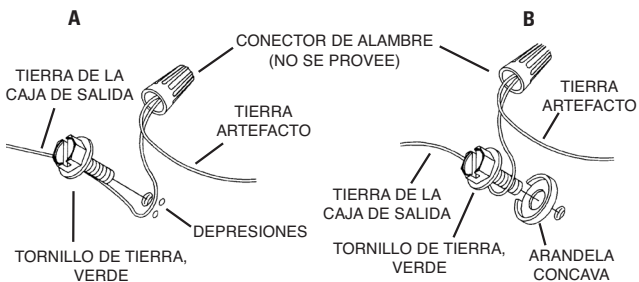 A
B
CONECTOR DE ALAMBRE
(NO SE PROVEE)
TIERRA DE LA
CAJA DE SALIDA
TIERRA
ARTEFACTO
DEPRESIONES
TORNILLO DE TIERRA,
VERDE
TIERRA
ARTEFACTO
TIERRA DE LA
CAJA DE SALIDA
TORNILLO DE TIERRA,
VERDE
ARANDELA
CONCAVA